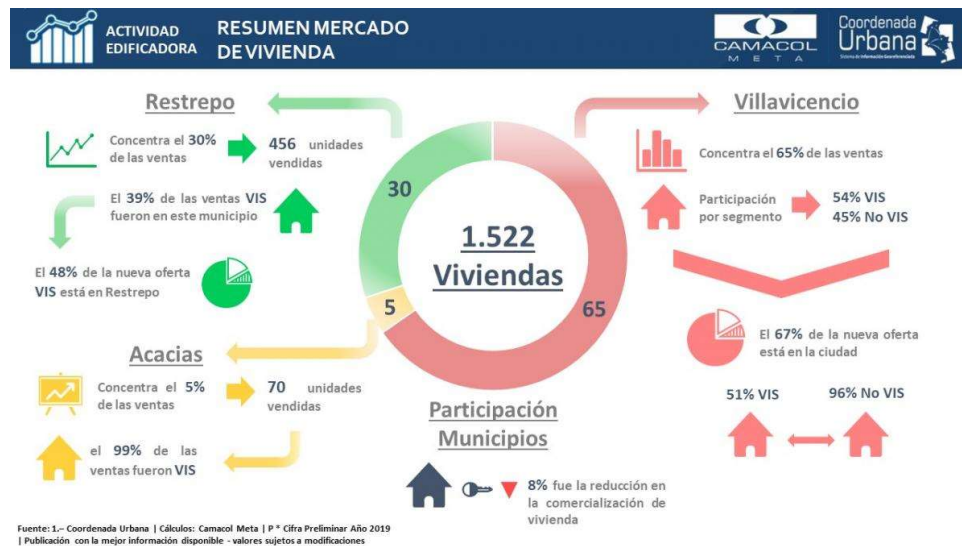 ACTIVIDAD
EDIFICADORA
RESUMEN MERCADO
DE VIVIENDA
CAMACOL
M E T A
Coordenada
Urbana
Sistema de Información Georreferenciada
Restrepo
Concentra el 30%
de las ventas
456 unidades
vendidas
El 39% de las ventas VIS
fueron en este municipio
El 48% de la nueva oferta
VIS está en Restrepo
Acacias
Concentra el 5%
de las ventas
70 unidades
vendidas
el 99% de las
ventas fueron VIS
30
5
65
1.522
Viviendas
Participación
Municipios
8% fue la reducción en
la comercialización de
vivienda
Villavicencio
Concentra el 65% de las ventas
Participación
por segmento
54% VIS
45% No VIS
El 67% de la nueva oferta
está en la ciudad
51% VIS
96% No VIS
Fuente: 1.– Coordenada Urbana | Cálculos: Camacol Meta | P * Cifra Preliminar Año 2019
| Publicación con la mejor información disponible - valores sujetos a modificaciones